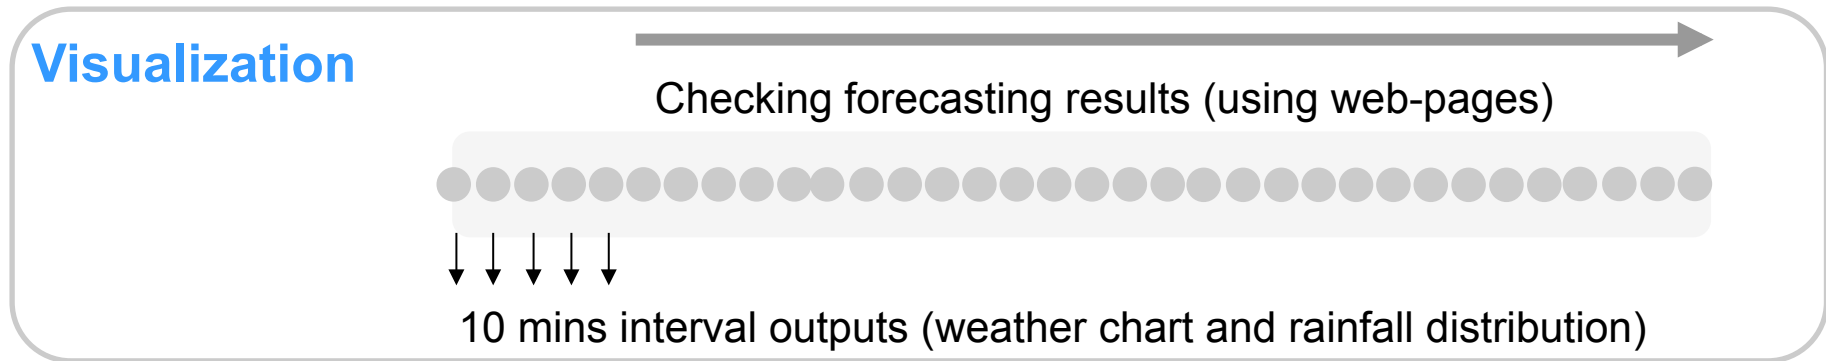 Visualization
Checking forecasting results (using web-pages)
10 mins interval outputs (weather chart and rainfall distribution)